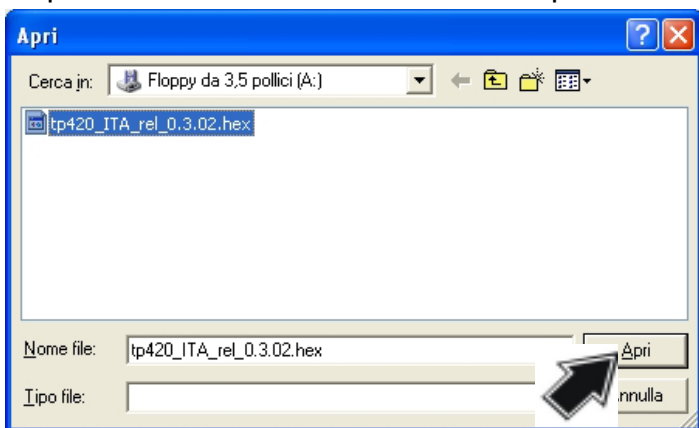 Apri
Cerca in: Floppy da 3,5 pollici (A:)
tp420_ITA_rel_0.3.02.hex
Nome file: tp420_ITA_rel_0.3.02.hex Apri
Tipo file: nnulla